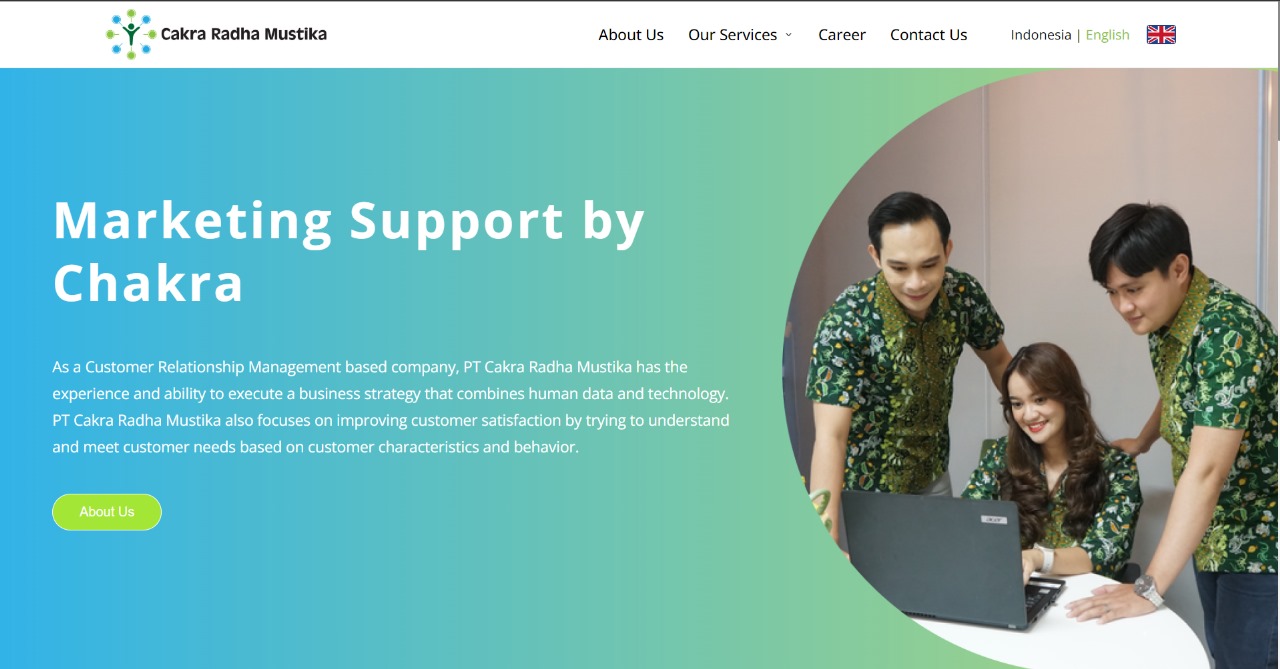 Cakra Radha Mustika
About Us
Our Services
Career
Contact Us
Indonesia | English
Marketing Support by
Chakra
As a Customer Relationship Management based company, PT Cakra Radha Mustika has the
experience and ability to execute a business strategy that combines human data and technology.
PT Cakra Radha Mustika also focuses on improving customer satisfaction by trying to understand
and meet customer needs based on customer characteristics and behavior.
About Us
acer